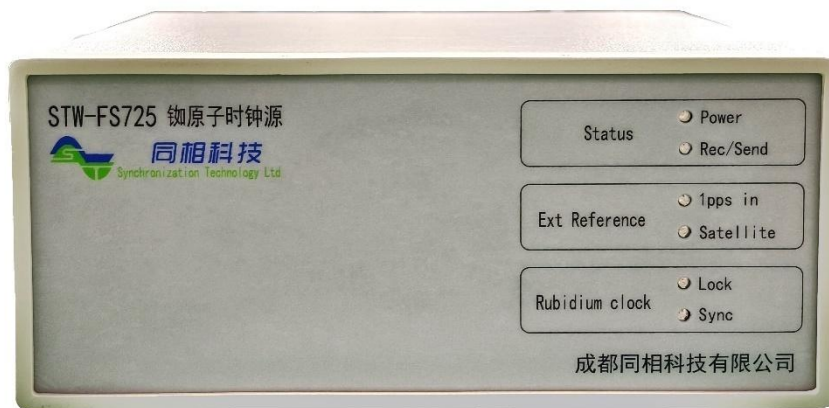 STW-FS725 铷原子时钟源
同相科技
Synchronization Technology Ltd
Status
Power
Rec/Send
Ext Reference
1pps in
Satellite
Rubidium clock
Lock
Sync
成都同相科技有限公司